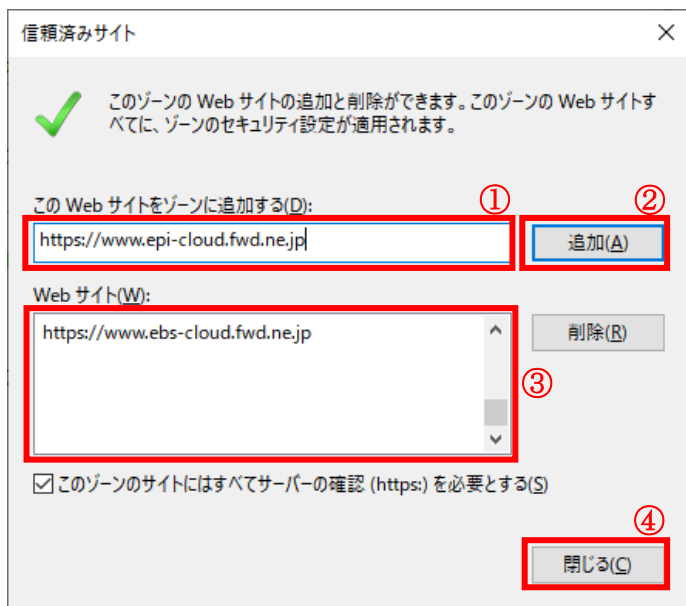 信頼済みサイト
このゾーンの Web サイトの追加と削除ができます。このゾーンの Web サイトす
べてに、ゾーンのセキュリティ設定が適用されます。
この Web サイトをゾーンに追加する(D):
①
②
https://www.epi-cloud.fwd.ne.jp
追加(A)
Web サイト(W):
https://www.ebs-cloud.fwd.ne.jp
削除(R)
③
このゾーンのサイトにはすべてサーバーの確認 (https:) を必要とする(S)
④
閉じる(C)